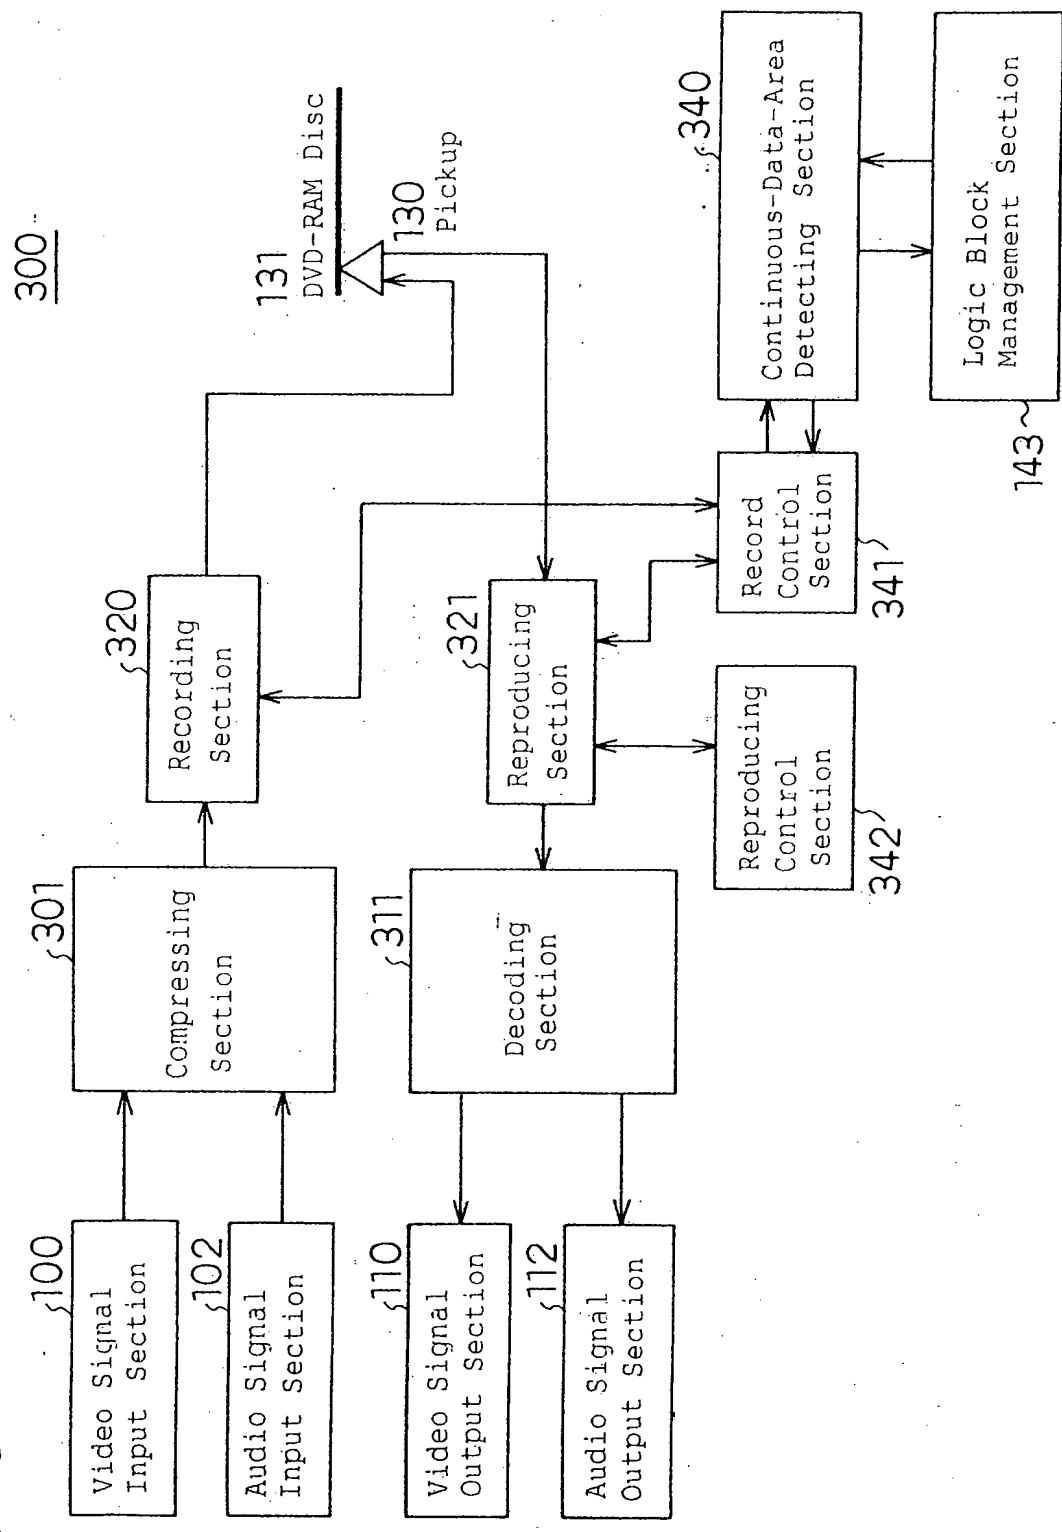 300
100
Video Signal
Input Section
102
Audio Signal
Input Section
301
Compressing
Section
320
Recording
Section
131
DVD-RAM Disc
130
Pickup
110
Video Signal
Output Section
112
Audio Signal
Output Section
311
Decoding
Section
321
Reproducing
Section
Reproducing
Control
Section
342
Record
Control
Section
341
340
Continuous-Data-Area
Detecting Section
Logic Block
Management Section
143